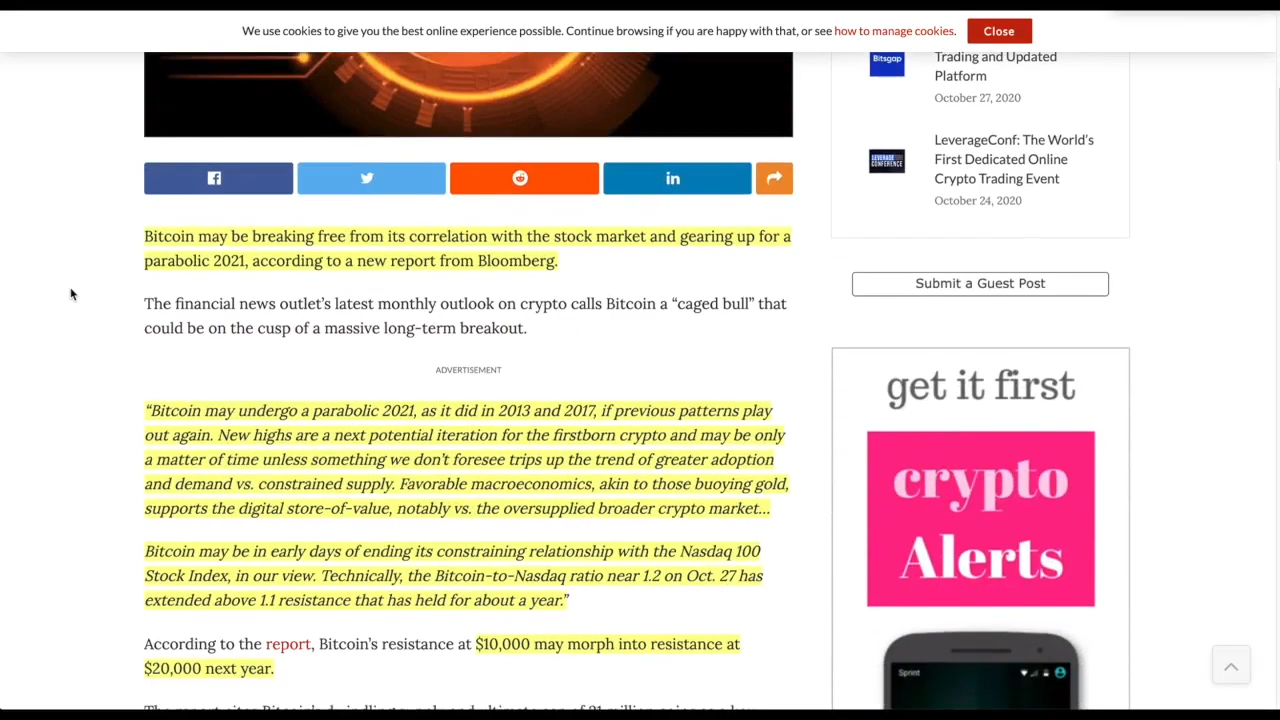 We use cookies to give you the best online experience possible. Continue browsing if you are happy with that, or see how to manage cookies.
Close
Bitcoin may be breaking free from its correlation with the stock market and gearing up for a
parabolic 2021, according to a new report from Bloomberg.
The financial news outlet’s latest monthly outlook on crypto calls Bitcoin a “caged bull” that
could be on the cusp of a massive long-term breakout.
ADVERTISEMENT
“Bitcoin may undergo a parabolic 2021, as it did in 2013 and 2017, if previous patterns play
out again. New highs are a next potential iteration for the firstborn crypto and may be only
a matter of time unless something we don’t foresee trips up the trend of greater adoption
and demand vs. constrained supply. Favorable macroeconomics, akin to those buoying gold,
supports the digital store-of-value, notably vs. the oversupplied broader crypto market…
Bitcoin may be in early days of ending its constraining relationship with the Nasdaq 100
Stock Index, in our view. Technically, the Bitcoin-to-Nasdaq ratio near 1.2 on Oct. 27 has
extended above 1.1 resistance that has held for about a year.”
According to the report, Bitcoin’s resistance at $10,000 may morph into resistance at
$20,000 next year.
Bitsgap
Trading and Updated
Platform
October 27, 2020
LEVERAGE
CONFERENCE
LeverageConf: The World’s
First Dedicated Online
Crypto Trading Event
October 24, 2020
Submit a Guest Post
get it first
crypto
Alerts
Sprint